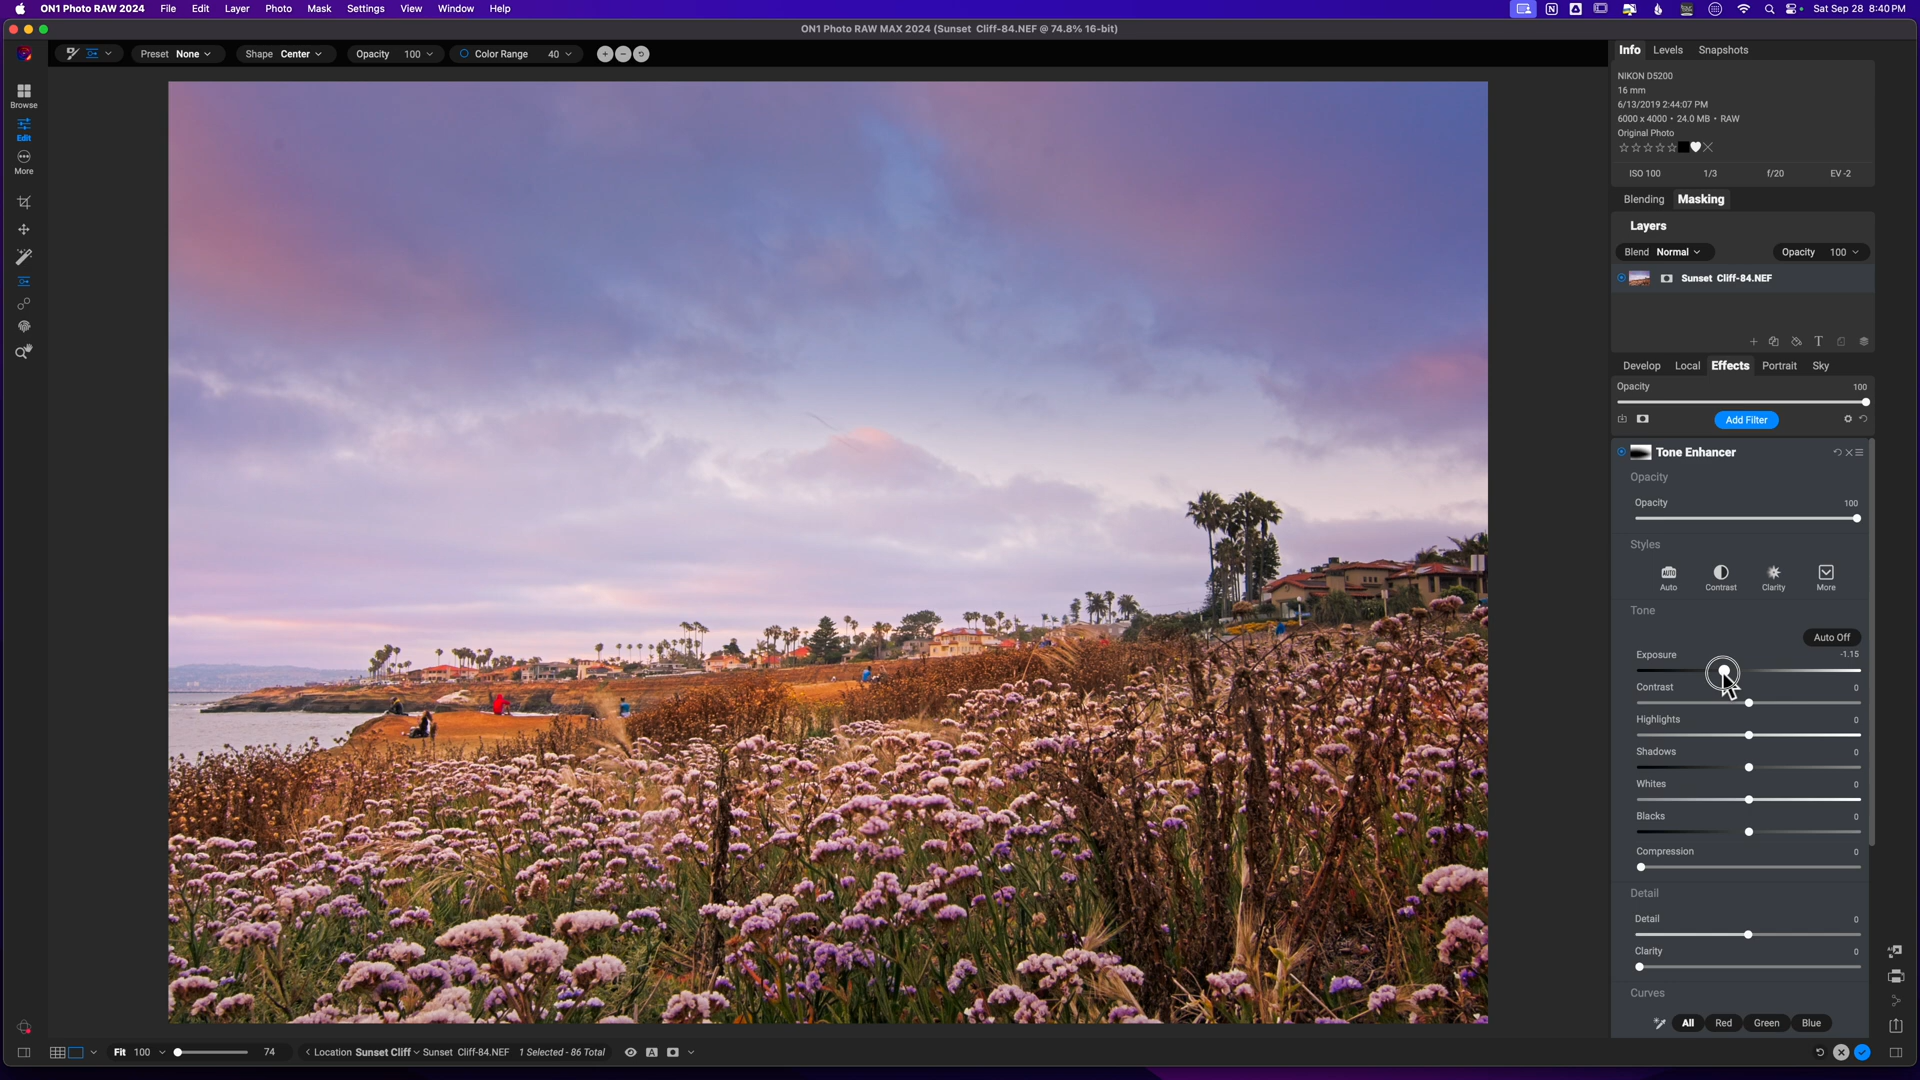 ON1 Photo RAW MAX 2024 File Edit Layer Photo Mask Settings View Window Help Sat Sep 28 8:40 PM
ON1 Photo RAW MAX 2024 (Sunset Cliff-84.NEF @ 74.8% 16-bit)
Preset None Shape Center Opacity 100 Color Range 40
Browse
Edit
More
Info Levels Snapshots
NIKON D5200
16 mm
6/13/2019 2:44:07 PM
6000 x 4000 • 24.0 MB • RAW
Original Photo
ISO 100 1/3 f/20 EV -2
Blending Masking
Layers
Blend Normal Opacity 100
Sunset Cliff-84.NEF
Develop Local Effects Portrait Sky
Opacity 100
Add Filter
Tone Enhancer
Opacity
Opacity 100
Styles
AUTO
Auto Contrast Clarity More
Tone
Auto Off
Exposure -1.15
Contrast 0
Highlights 0
Shadows 0
Whites 0
Blacks 0
Compression 0
Detail
Detail 0
Clarity 0
Curves
All Red Green Blue
Fit 100 74 < Location Sunset Cliff Sunset Cliff-84.NEF 1 Selected - 86 Total A